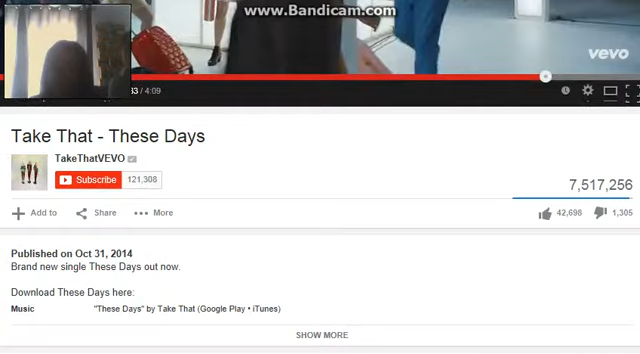 www.Bandicam.com
vevo
33 / 4:09
Take That - These Days
TakeThatVEVO
Subscribe 121,308
7,517,256
Add to Share More
42,698 1,305
Published on Oct 31, 2014
Brand new single These Days out now.
Download These Days here:
Music "These Days" by Take That (Google Play • iTunes)
SHOW MORE